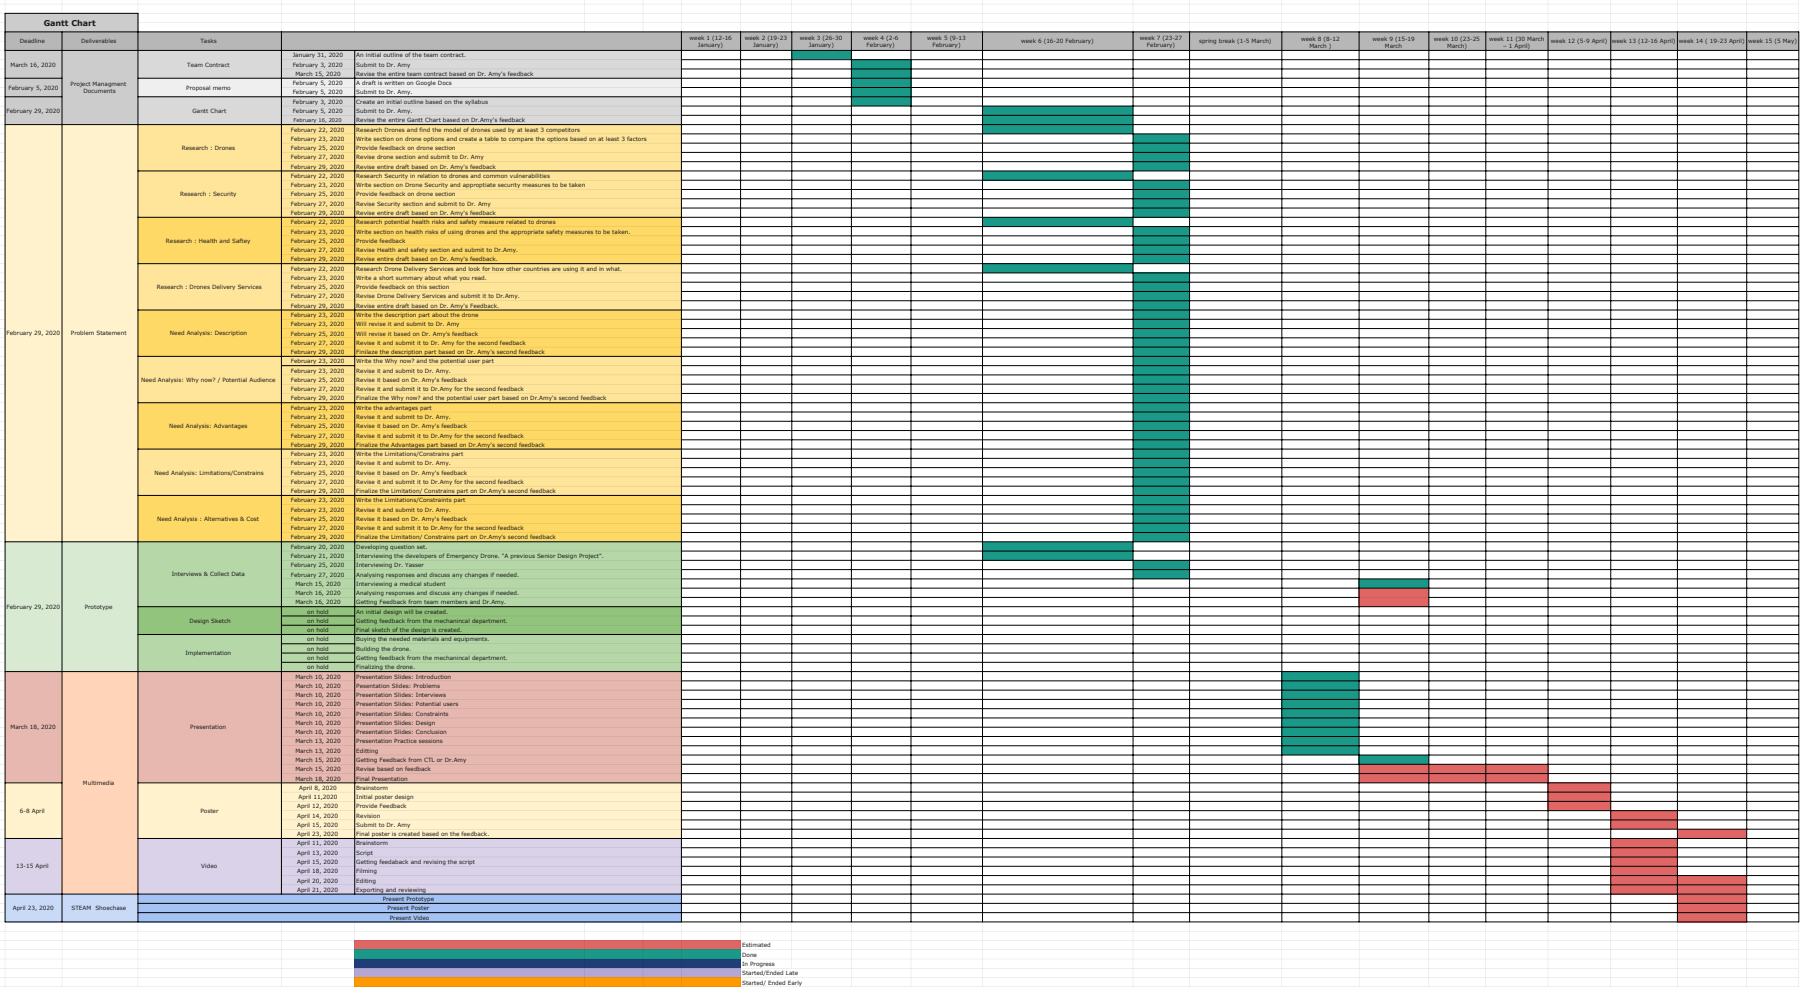 Gantt Chart
Deadline Deliverables Tasks week 1 (12-16 January) week 2 (19-23 January) week 3 (26-30 January) week 4 (2-6 February) week 5 (9-13 February) week 6 (16-20 February) week 7 (23-27 February) spring break (1-5 March) week 8 (8-12 March ) week 9 (15-19 March week 10 (23-25 March) week 11 (30 March - 1 April) week 12 (5-9 April) week 13 (12-16 April) week 14 ( 19-23 April) week 15 (5 May)
March 16, 2020
Project Managment Documents
Team Contract
January 31, 2020 An initial outline of the team contract.
February 3, 2020 Submit to Dr. Amy
March 15, 2020 Revise the entire team contract based on Dr. Amy's feedback
February 5, 2020
Proposal memo
February 5, 2020 A draft is written on Google Docs
February 5, 2020 Submit to Dr. Amy.
February 29, 2020
Gantt Chart
February 3, 2020 Create an initial outline based on the syllabus
February 5, 2020 Submit to Dr. Amy.
February 16, 2020 Revise the entire Gantt Chart based on Dr.Amy's feedback
February 29, 2020
Problem Statement
Research : Drones
February 22, 2020 Research Drones and find the model of drones used by at least 3 competitors
February 23, 2020 Write section on drone options and create a table to compare the options based on at least 3 factors
February 25, 2020 Provide feedback on drone section
February 27, 2020 Revise drone section and submit to Dr. Amy
February 29, 2020 Revise entire draft based on Dr. Amy's feedback
Research : Security
February 22, 2020 Research Security in relation to drones and common vulnerabilities
February 23, 2020 Write section on Drone Security and approptiate security measures to be taken
February 25, 2020 Provide feedback on drone section
February 27, 2020 Revise Security section and submit to Dr. Amy
February 29, 2020 Revise entire draft based on Dr. Amy's feedback
Research : Health and Saftey
February 22, 2020 Research potential health risks and safety measure related to drones
February 23, 2020 Write section on health risks of using drones and the appropriate safety measures to be taken.
February 25, 2020 Provide feedback
February 27, 2020 Revise Health and safety section and submit to Dr.Amy.
February 29, 2020 Revise entire draft based on Dr. Amy's feedback.
Research : Drones Delivery Services
February 22, 2020 Research Drone Delivery Services and look for how other countries are using it and in what.
February 23, 2020 Write a short summary about what you read.
February 25, 2020 Provide feedback on this section
February 27, 2020 Revise Drone Delivery Services and submit it to Dr.Amy.
February 29, 2020 Revise entire draft based on Dr. Amy's Feedback.
Need Analysis: Description
February 23, 2020 Write the description part about the drone
February 23, 2020 Will revise it and submit to Dr. Amy
February 25, 2020 Will revise it based on Dr. Amy's feedback
February 27, 2020 Revise it and submit it to Dr. Amy for the second feedback
February 29, 2020 Finilaze the description part based on Dr. Amy's second feedback
Need Analysis: Why now? / Potential Audience
February 23, 2020 Write the Why now? and the potential user part
February 23, 2020 Revise it and submit to Dr. Amy.
February 25, 2020 Revise it based on Dr. Amy's feedback
February 27, 2020 Revise it and submit it to Dr.Amy for the second feedback
February 29, 2020 Finalize the Why now? and the potential user part based on Dr.Amy's second feedback
Need Analysis: Advantages
February 23, 2020 Write the advantages part
February 23, 2020 Revise it and submit to Dr. Amy.
February 25, 2020 Revise it based on Dr. Amy's feedback
February 27, 2020 Revise it and submit it to Dr.Amy for the second feedback
February 29, 2020 Finalize the Advantages part based on Dr.Amy's second feedback
Need Analysis: Limitations/Constrains
February 23, 2020 Write the Limitations/Constrains part
February 23, 2020 Revise it and submit to Dr. Amy.
February 25, 2020 Revise it based on Dr. Amy's feedback
February 27, 2020 Revise it and submit it to Dr.Amy for the second feedback
February 29, 2020 Finalize the Limitation/ Constrains part on Dr.Amy's second feedback
Need Analysis : Alternatives & Cost
February 23, 2020 Write the Limitations/Constraints part
February 23, 2020 Revise it and submit to Dr. Amy.
February 25, 2020 Revise it based on Dr. Amy's feedback
February 27, 2020 Revise it and submit it to Dr.Amy for the second feedback
February 29, 2020 Finalize the Limitation/ Constrains part on Dr.Amy's second feedback
February 29, 2020
Prototype
Interviews & Collect Data
February 20, 2020 Developing question set.
February 21, 2020 Interviewing the developers of Emergency Drone. "A previous Senior Design Project".
February 25, 2020 Interviewing Dr. Yasser
February 27, 2020 Analysing responses and discuss any changes if needed.
March 15, 2020 Interviewing a medical student
March 16, 2020 Analysing responses and discuss any changes if needed.
March 16, 2020 Getting Feedback from team members and Dr.Amy.
Design Sketch
on hold An initial design will be created.
on hold Getting feedback from the mechanincal department.
on hold Final sketch of the design is created.
Implementation
on hold Buying the needed materials and equipments.
on hold Building the drone.
on hold Getting feedback from the mechanincal department.
on hold Finalizing the drone.
March 18, 2020
Multimedia
Presentation
March 10, 2020 Presentation Slides: Introduction
March 10, 2020 Pesentation Slides: Problems
March 10, 2020 Presentation Slides: Interviews
March 10, 2020 Presentation Slides: Potential users
March 10, 2020 Presentation Slides: Constraints
March 10, 2020 Presentation Slides: Design
March 10, 2020 Presentation Slides: Conclusion
March 13, 2020 Presentation Practice sessions
March 13, 2020 Editting
March 15, 2020 Getting Feedback from CTL or Dr.Amy
March 15, 2020 Revise based on feedback
March 18, 2020 Final Presentation
6-8 April
Poster
April 8, 2020 Brainstorm
April 11,2020 Initial poster design
April 12, 2020 Provide Feedback
April 14, 2020 Revision
April 15, 2020 Submit to Dr. Amy
April 23, 2020 Final poster is created based on the feedback.
13-15 April
Video
April 11, 2020 Brainstorm
April 13, 2020 Script
April 15, 2020 Getting feedaback and revising the script
April 18, 2020 Filming
April 20, 2020 Editing
April 21, 2020 Exporting and reviewing
April 23, 2020
STEAM Shoechase
Present Prototype
Present Poster
Present Video
Estimated
Done
In Progress
Started/Ended Late
Started/ Ended Early